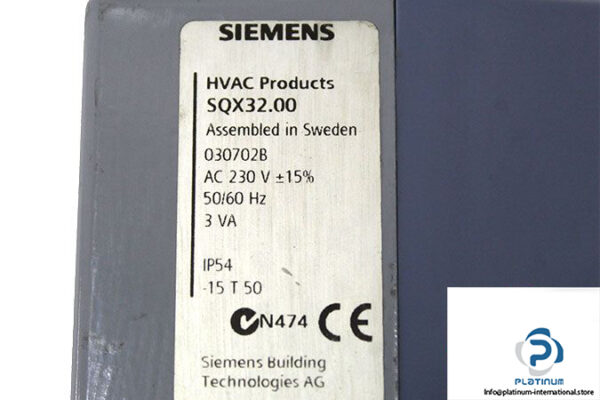 SIEMENS
HVAC Products
SQX32.00
Assembled in Sweden
030702B
AC 230 V ±15%
50/60 Hz
3 VA
IP54
-15 T 50
N474 CE
Siemens Building
Technologies AG
PLATINUM
Info@platinum-international.store